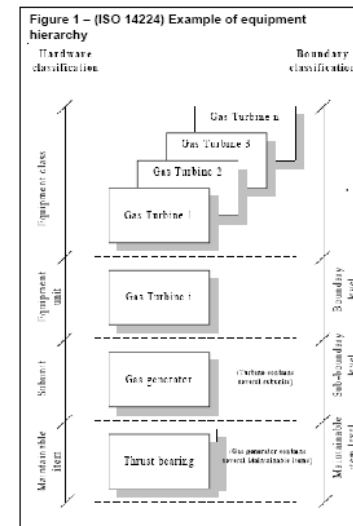 Figure 1 – (ISO 14224) Example of equipment
hierarchy
Hardware
classification
Boundary
classification
Equipment class
Gas Turbine n
Gas Turbine 3
Gas Turbine 2
Gas Turbine 1
Equipment
unit
Gas Turbine i
Boundary
level
Subunit
Gas generator
(Turbine contains
several subunits)
Sub-boundary
level
Maintainable
item
Thrust bearing
(Gas generator contains
several Maintainable items)
Maintainable
item level